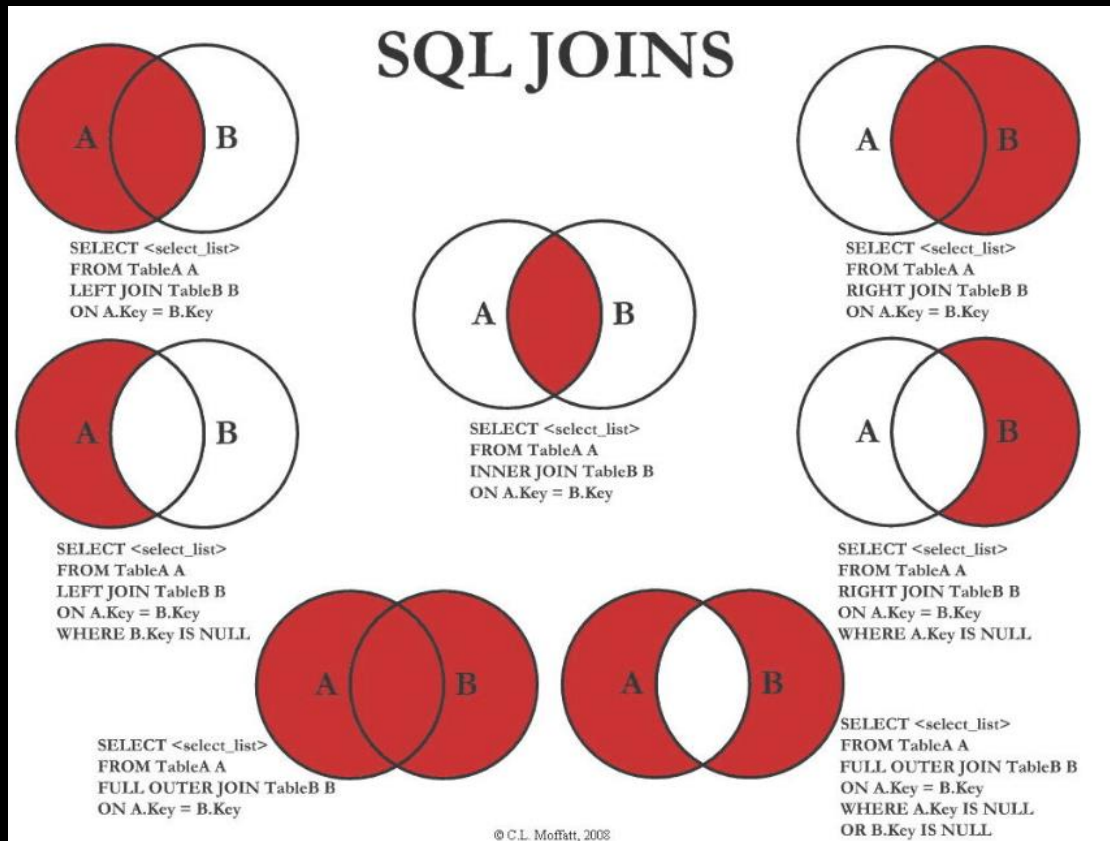 SQL JOINS
A
B
SELECT <select_list>
FROM TableA A
LEFT JOIN TableB B
ON A.Key = B.Key
A
B
SELECT <select_list>
FROM TableA A
RIGHT JOIN TableB B
ON A.Key = B.Key
A
B
SELECT <select_list>
FROM TableA A
INNER JOIN TableB B
ON A.Key = B.Key
A
B
SELECT <select_list>
FROM TableA A
LEFT JOIN TableB B
ON A.Key = B.Key
WHERE B.Key IS NULL
A
B
SELECT <select_list>
FROM TableA A
RIGHT JOIN TableB B
ON A.Key = B.Key
WHERE A.Key IS NULL
A
B
SELECT <select_list>
FROM TableA A
FULL OUTER JOIN TableB B
ON A.Key = B.Key
A
B
SELECT <select_list>
FROM TableA A
FULL OUTER JOIN TableB B
ON A.Key = B.Key
WHERE A.Key IS NULL
OR B.Key IS NULL
© C.L. Moffatt, 2008